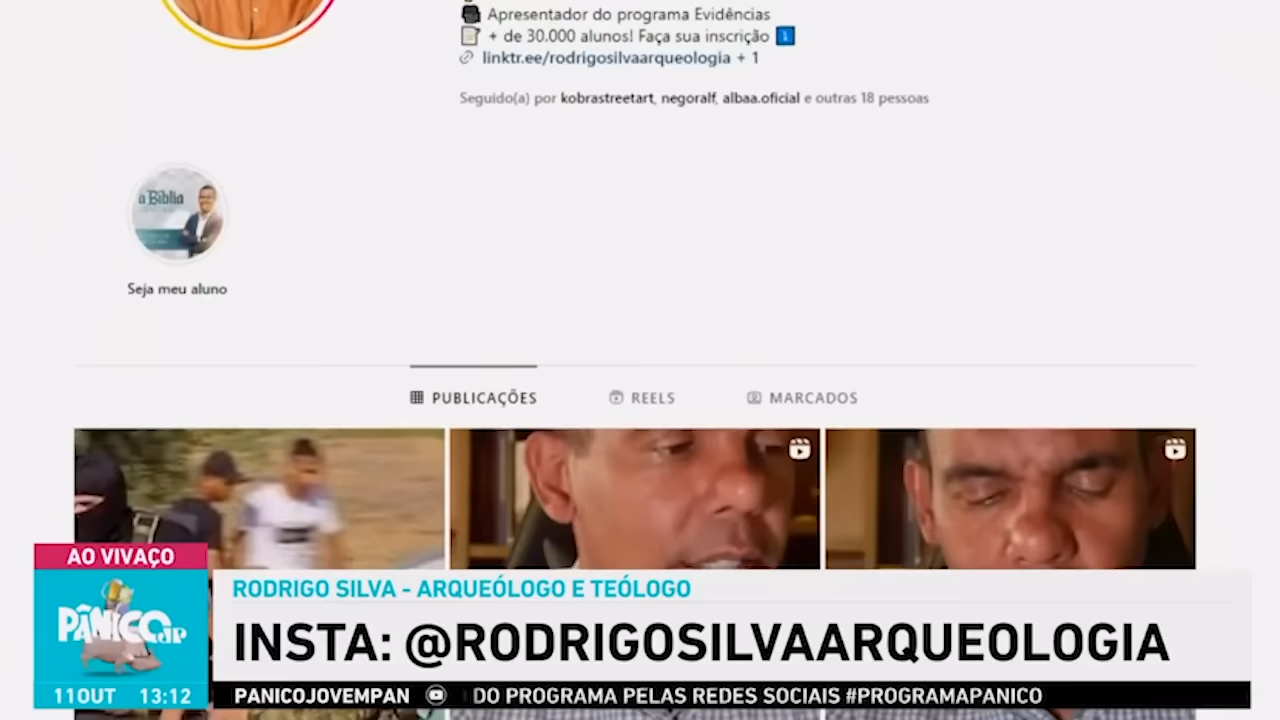 Apresentador do programa Evidências
+ de 30.000 alunos! Faça sua inscrição
linktr.ee/rodrigosilvaarqueologia + 1
Seguido(a) por kobrastreetart, negoralf, albaa.oficial e outras 18 pessoas
a Bíblia
Seja meu aluno
PUBLICAÇÕES REELS MARCADOS
AO VIVAÇO
PÂNICO JP
11OUT 13:12
RODRIGO SILVA - ARQUEÓLOGO E TEÓLOGO
INSTA: @RODRIGOSILVAARQUEOLOGIA
PANICOJOVEMPAN DO PROGRAMA PELAS REDES SOCIAIS #PROGRAMAPANICO